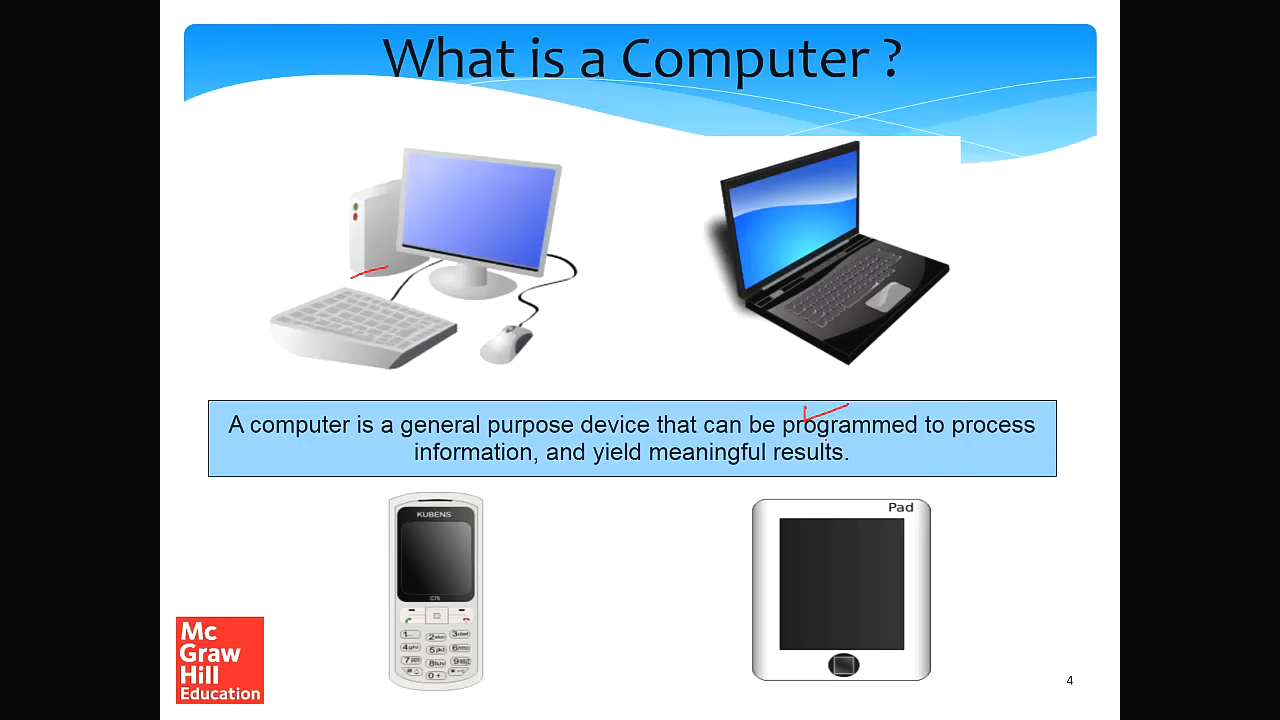 What is a Computer ?
A computer is a general purpose device that can be programmed to process
information, and yield meaningful results.
KUBENS
Pad
Mc
Graw
Hill
Education
4